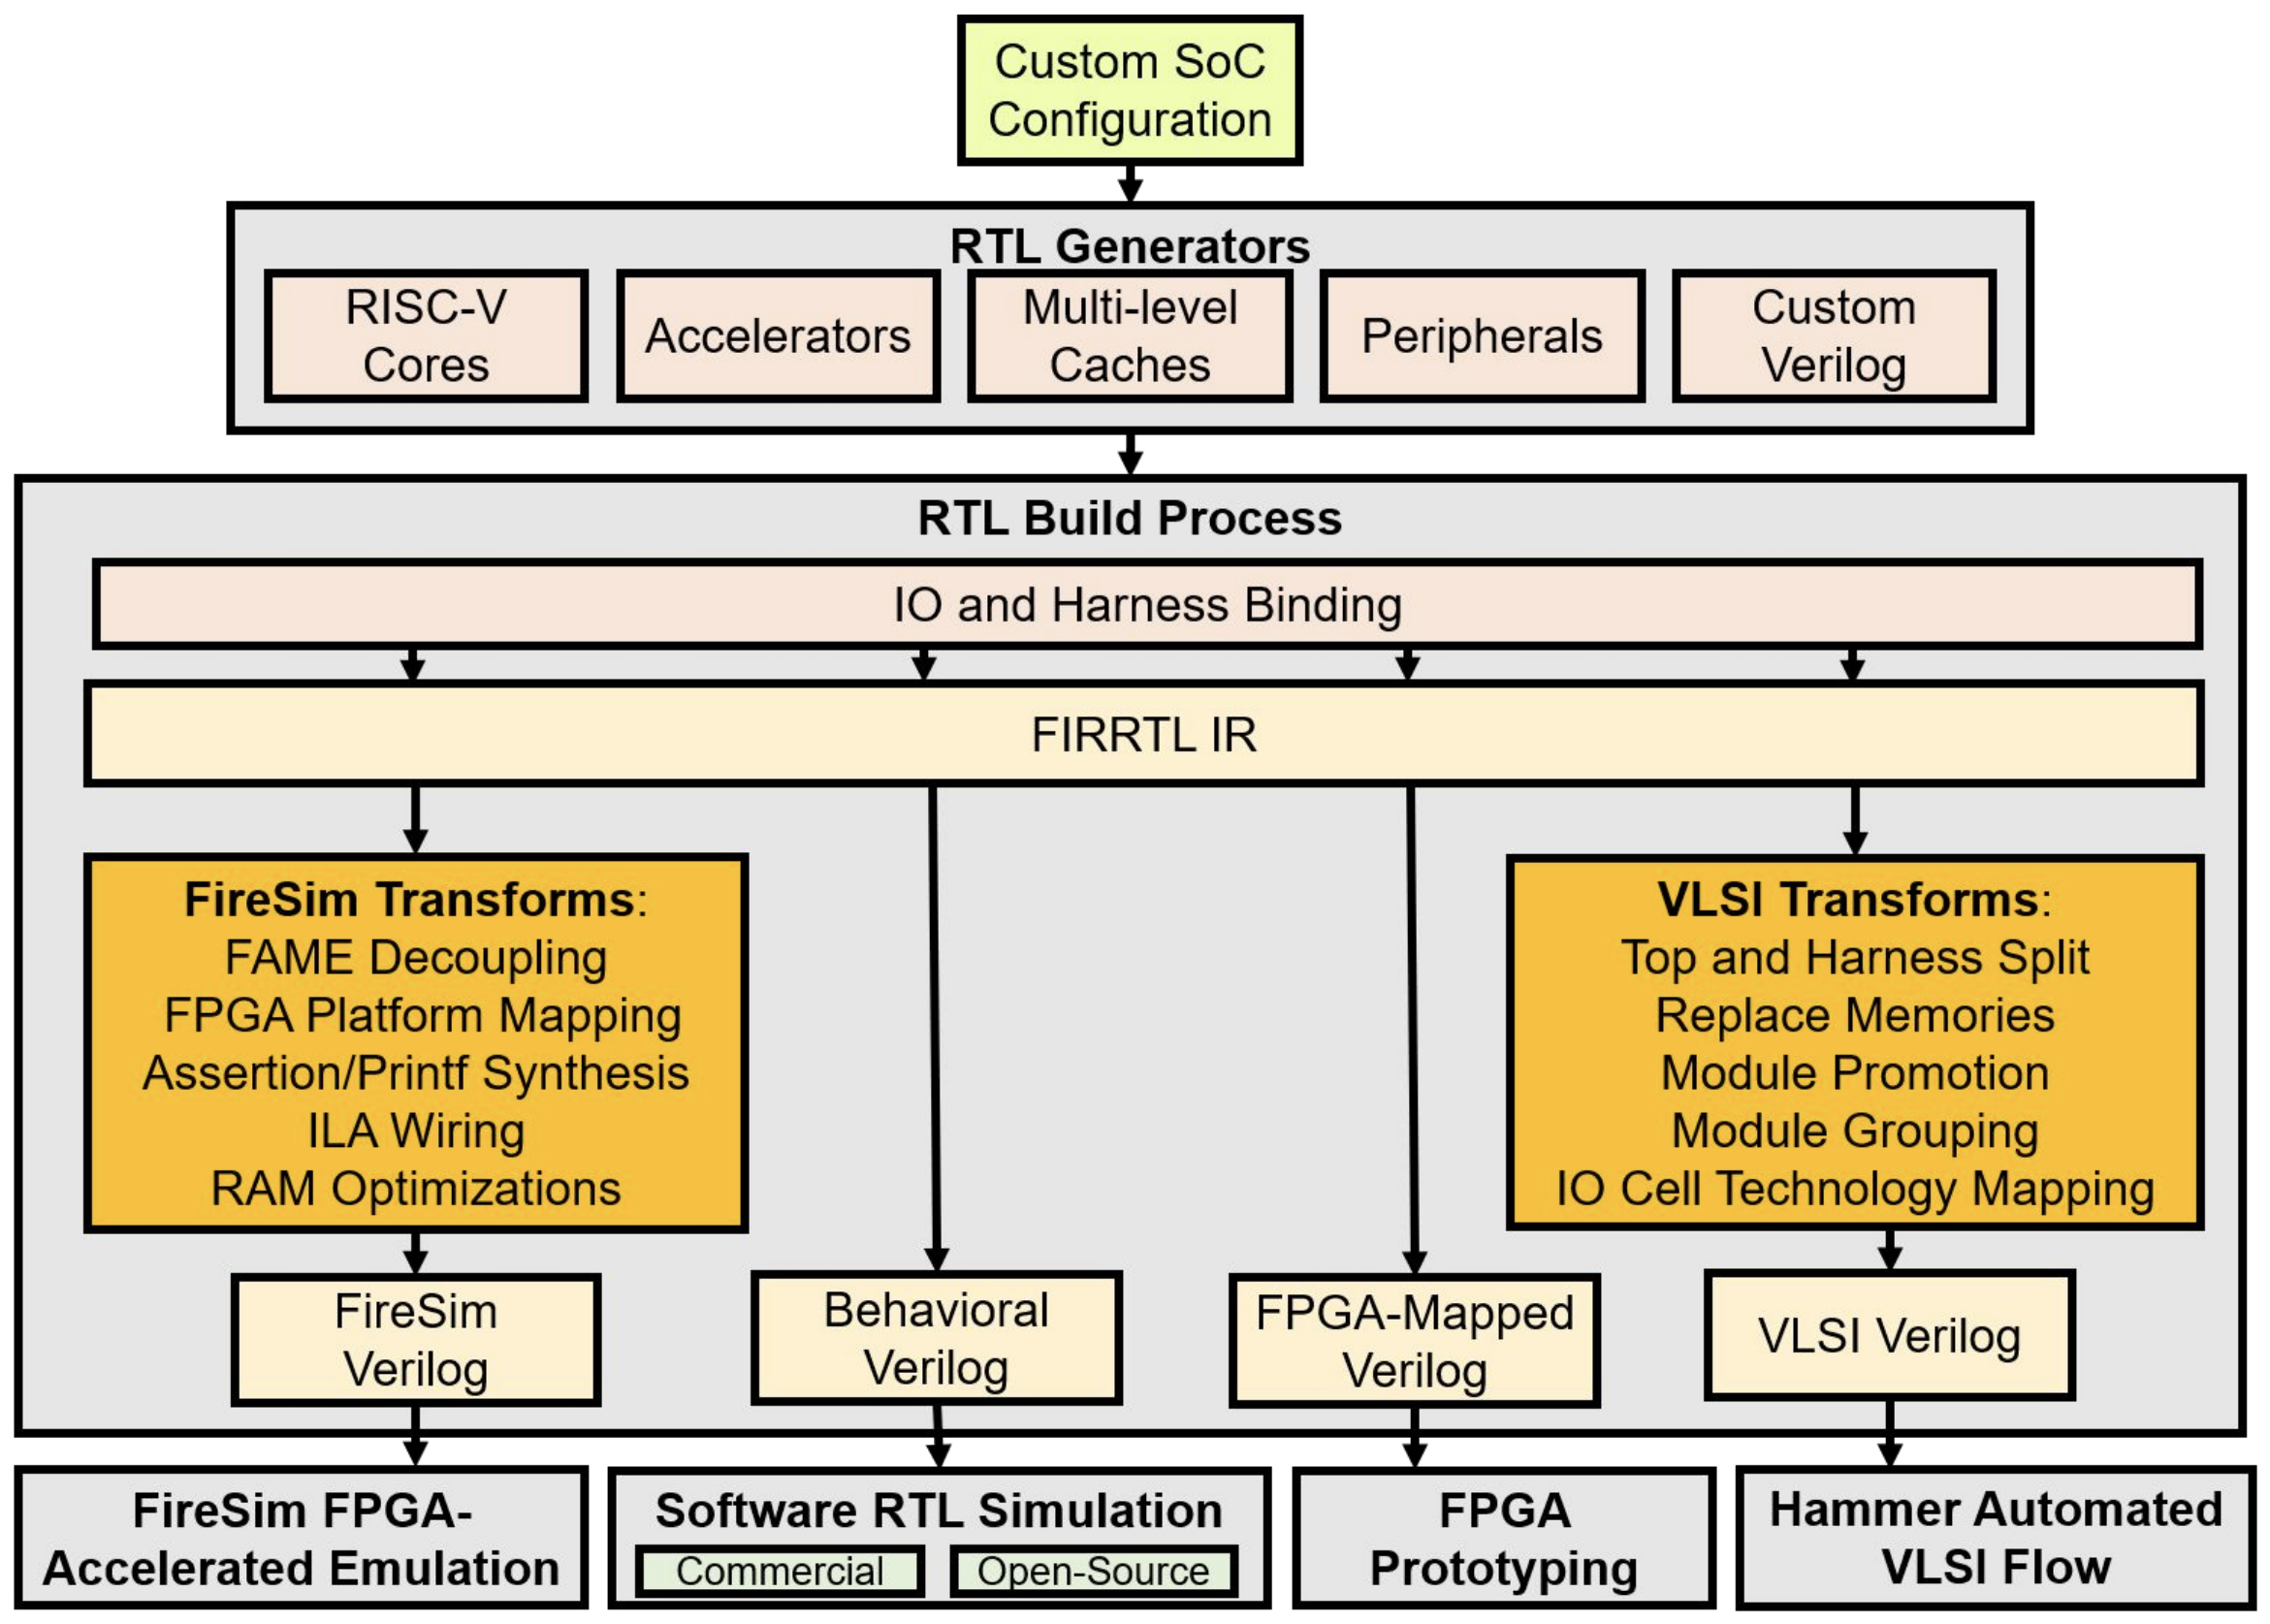 Custom SoC
Configuration
RTL Generators
RISC-V
Cores
Accelerators
Multi-level
Caches
Peripherals
Custom
Verilog
RTL Build Process
IO and Harness Binding
FIRRTL IR
FireSim Transforms:
FAME Decoupling
FPGA Platform Mapping
Assertion/Printf Synthesis
ILA Wiring
RAM Optimizations
VLSI Transforms:
Top and Harness Split
Replace Memories
Module Promotion
Module Grouping
IO Cell Technology Mapping
FireSim
Verilog
Behavioral
Verilog
FPGA-Mapped
Verilog
VLSI Verilog
FireSim FPGA-
Accelerated Emulation
Software RTL Simulation
Commercial
Open-Source
FPGA
Prototyping
Hammer Automated
VLSI Flow